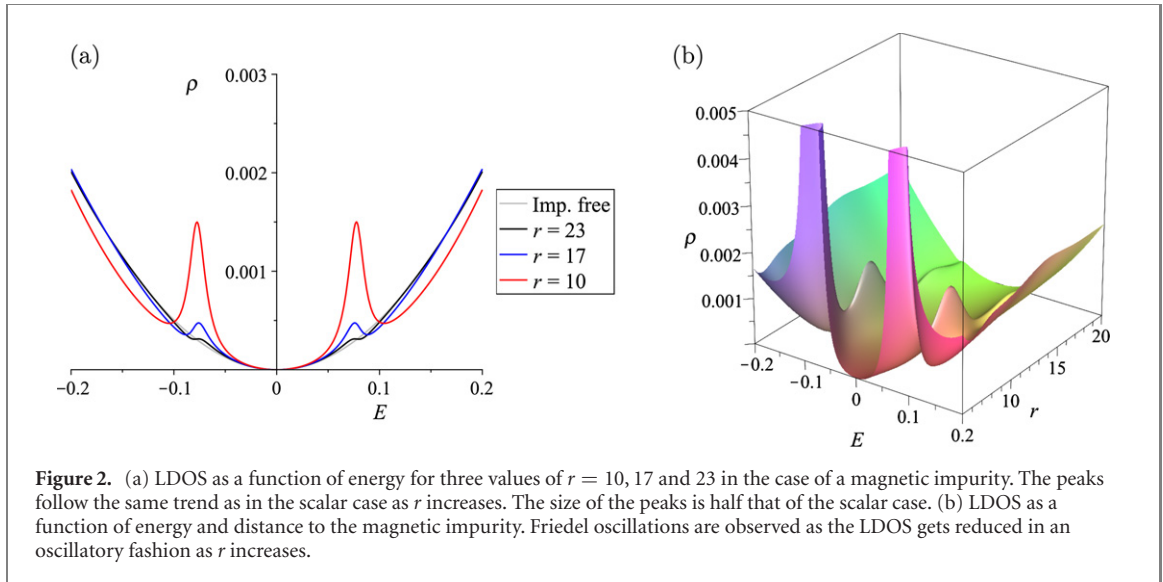 (a)
ρ
0.003
0.002
0.001
−0.2
−0.1
0
0.1
0.2
E
Imp. free
r = 23
r = 17
r = 10
(b)
0.005
0.004
0.003
ρ
0.002
0.001
−0.2
−0.1
0
0.1
0.2
E
10
15
20
r
Figure 2. (a) LDOS as a function of energy for three values of r = 10, 17 and 23 in the case of a magnetic impurity. The peaks
follow the same trend as in the scalar case as r increases. The size of the peaks is half that of the scalar case. (b) LDOS as a
function of energy and distance to the magnetic impurity. Friedel oscillations are observed as the LDOS gets reduced in an
oscillatory fashion as r increases.